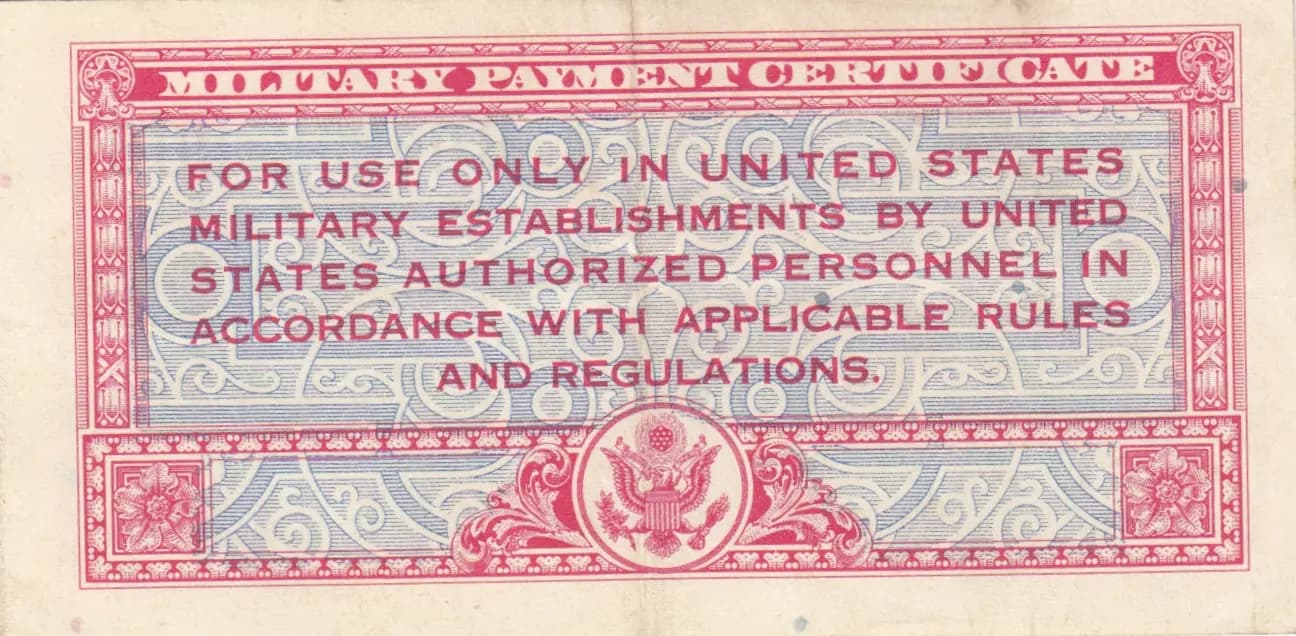 MILITARY PAYMENT CERTIFICATE
FOR USE ONLY IN UNITED STATES
MILITARY ESTABLISHMENTS BY UNITED
STATES AUTHORIZED PERSONNEL IN
ACCORDANCE WITH APPLICABLE RULES
AND REGULATIONS.